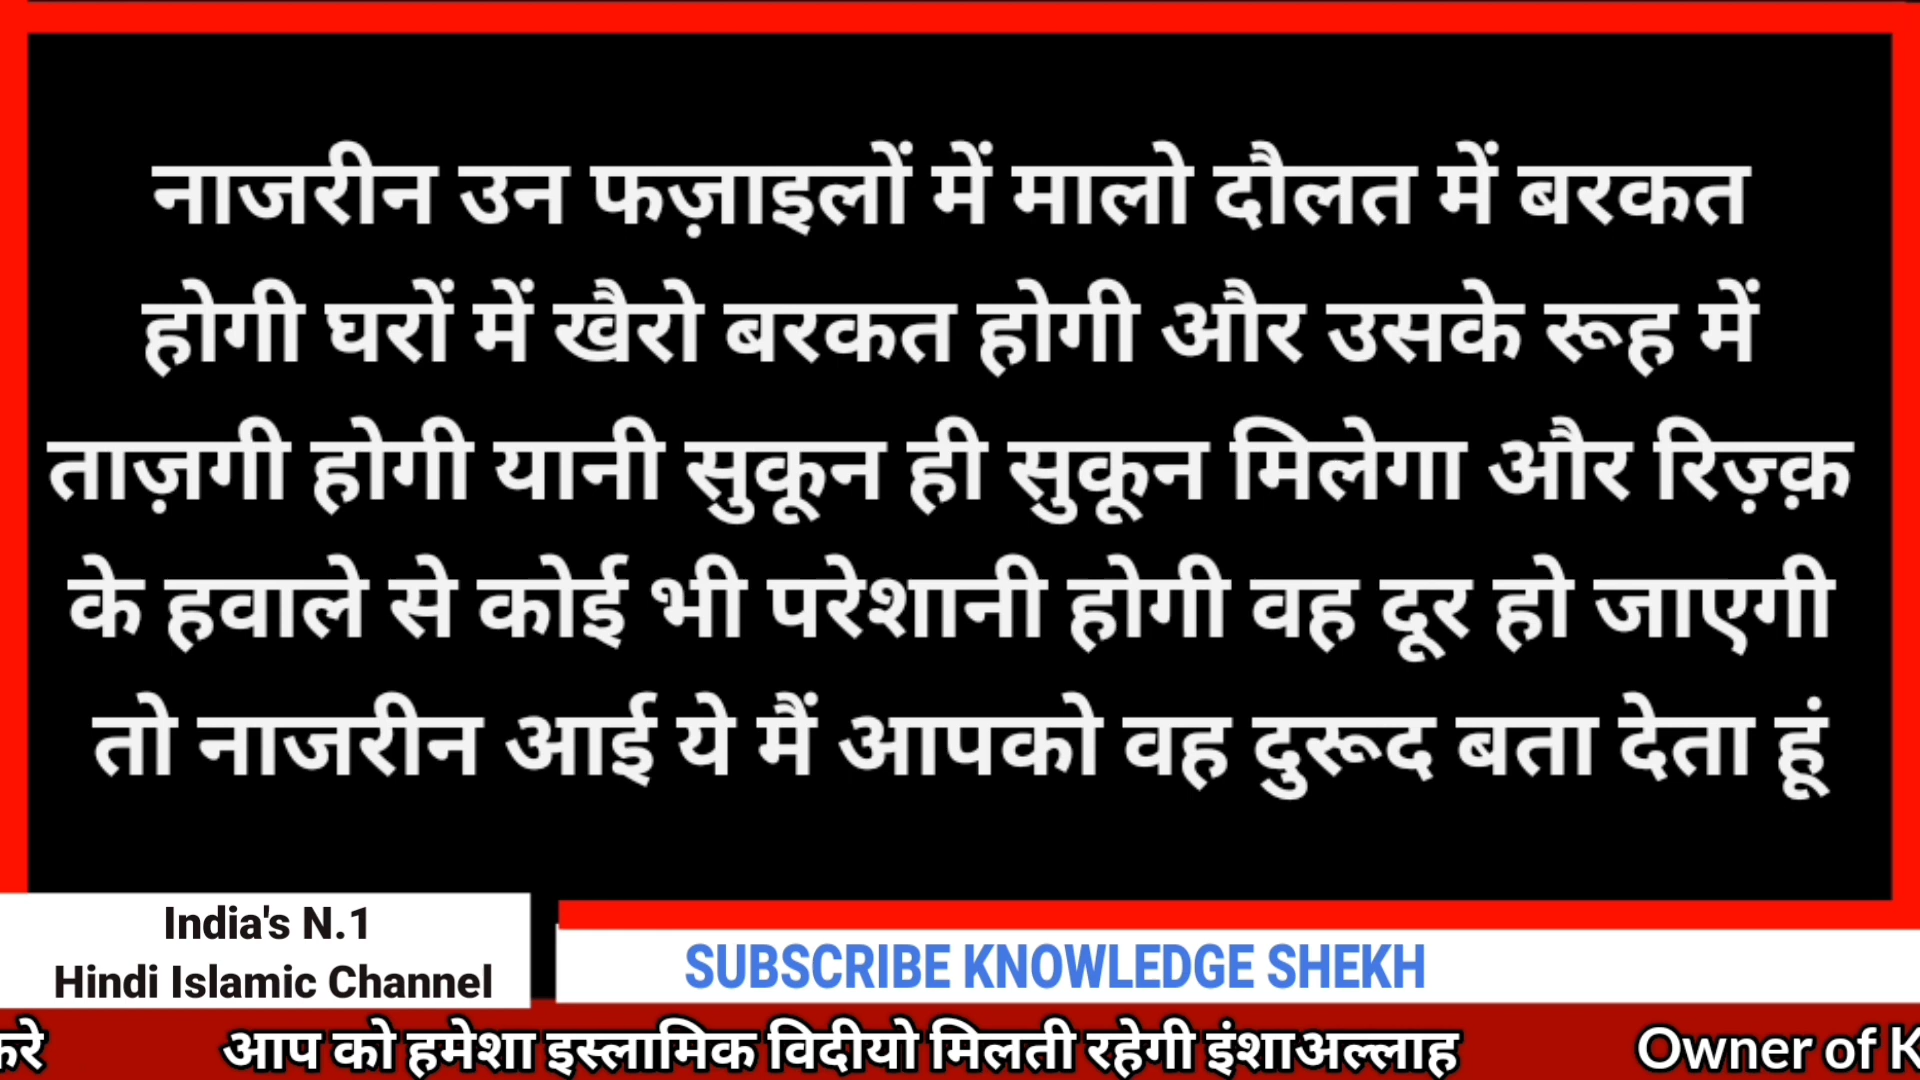 नाजरीन उन फज़ाइलों में मालो दौलत में बरकत
होगी घरों में खैरो बरकत होगी और उसके रूह में
ताज़गी होगी यानी सुकून ही सुकून मिलेगा और रिज़्क़
के हवाले से कोई भी परेशानी होगी वह दूर हो जाएगी
तो नाजरीन आई ये मैं आपको वह दुरूद बता देता हूं
India's N.1
Hindi Islamic Channel
SUBSCRIBE KNOWLEDGE SHEKH
आप को हमेशा इस्लामिक विदीयो मिलती रहेगी इंशाअल्लाह Owner of